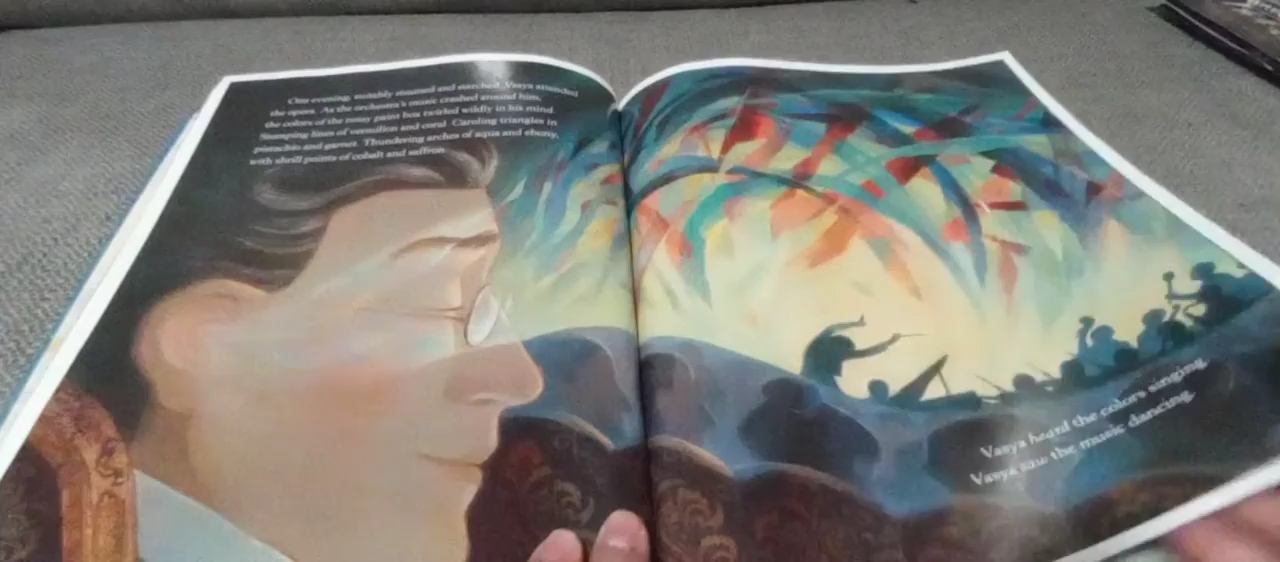 One evening, suitably steamed and starched, Vasya attended
the opera. As the orchestra's music crashed around him,
the colors of the noisy paint box swirled wildly in his mind.
Stomping lines of vermilion and coral. Caroling triangles in
pistachio and garnet. Thundering arches of aqua and ebony,
with shrill points of cobalt and saffron.
Vasya heard the colors singing.
Vasya saw the music dancing.